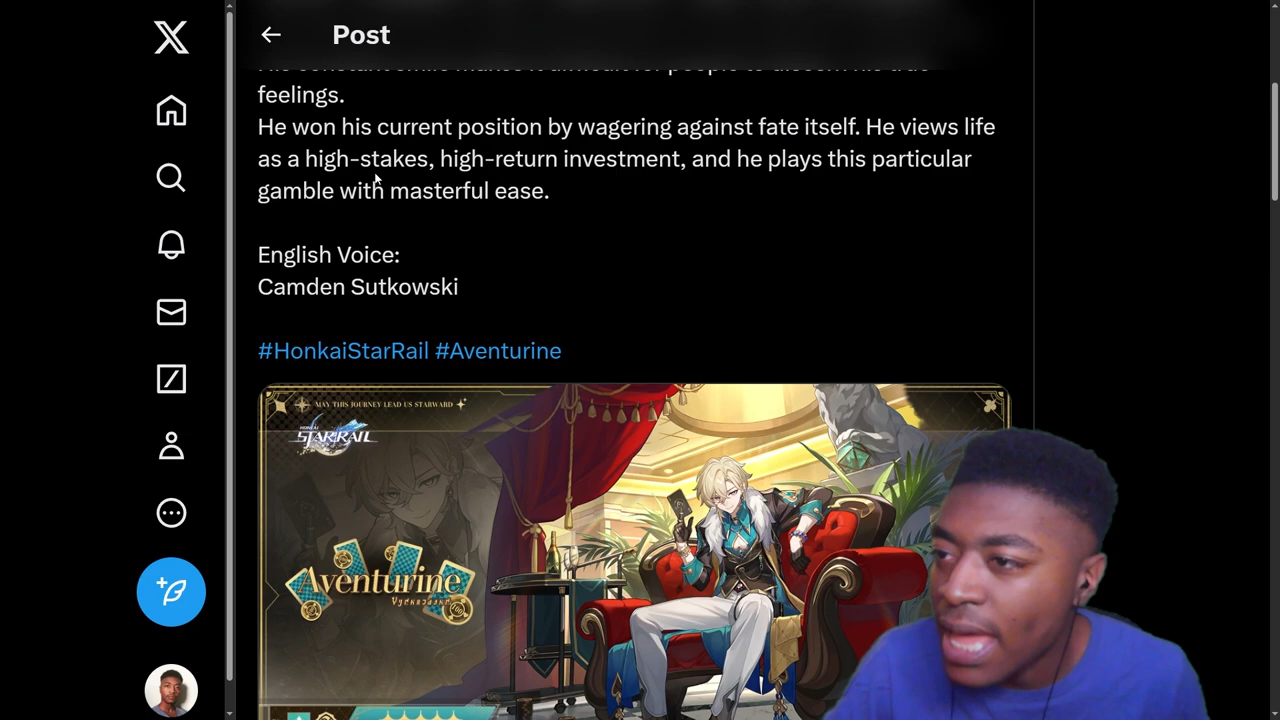 Post
feelings.
He won his current position by wagering against fate itself. He views life
as a high-stakes, high-return investment, and he plays this particular
gamble with masterful ease.
English Voice:
Camden Sutkowski
#HonkaiStarRail #Aventurine
MAY THIS JOURNEY LEAD US STARWARD
HONKAI
STAR RAIL
Aventurine